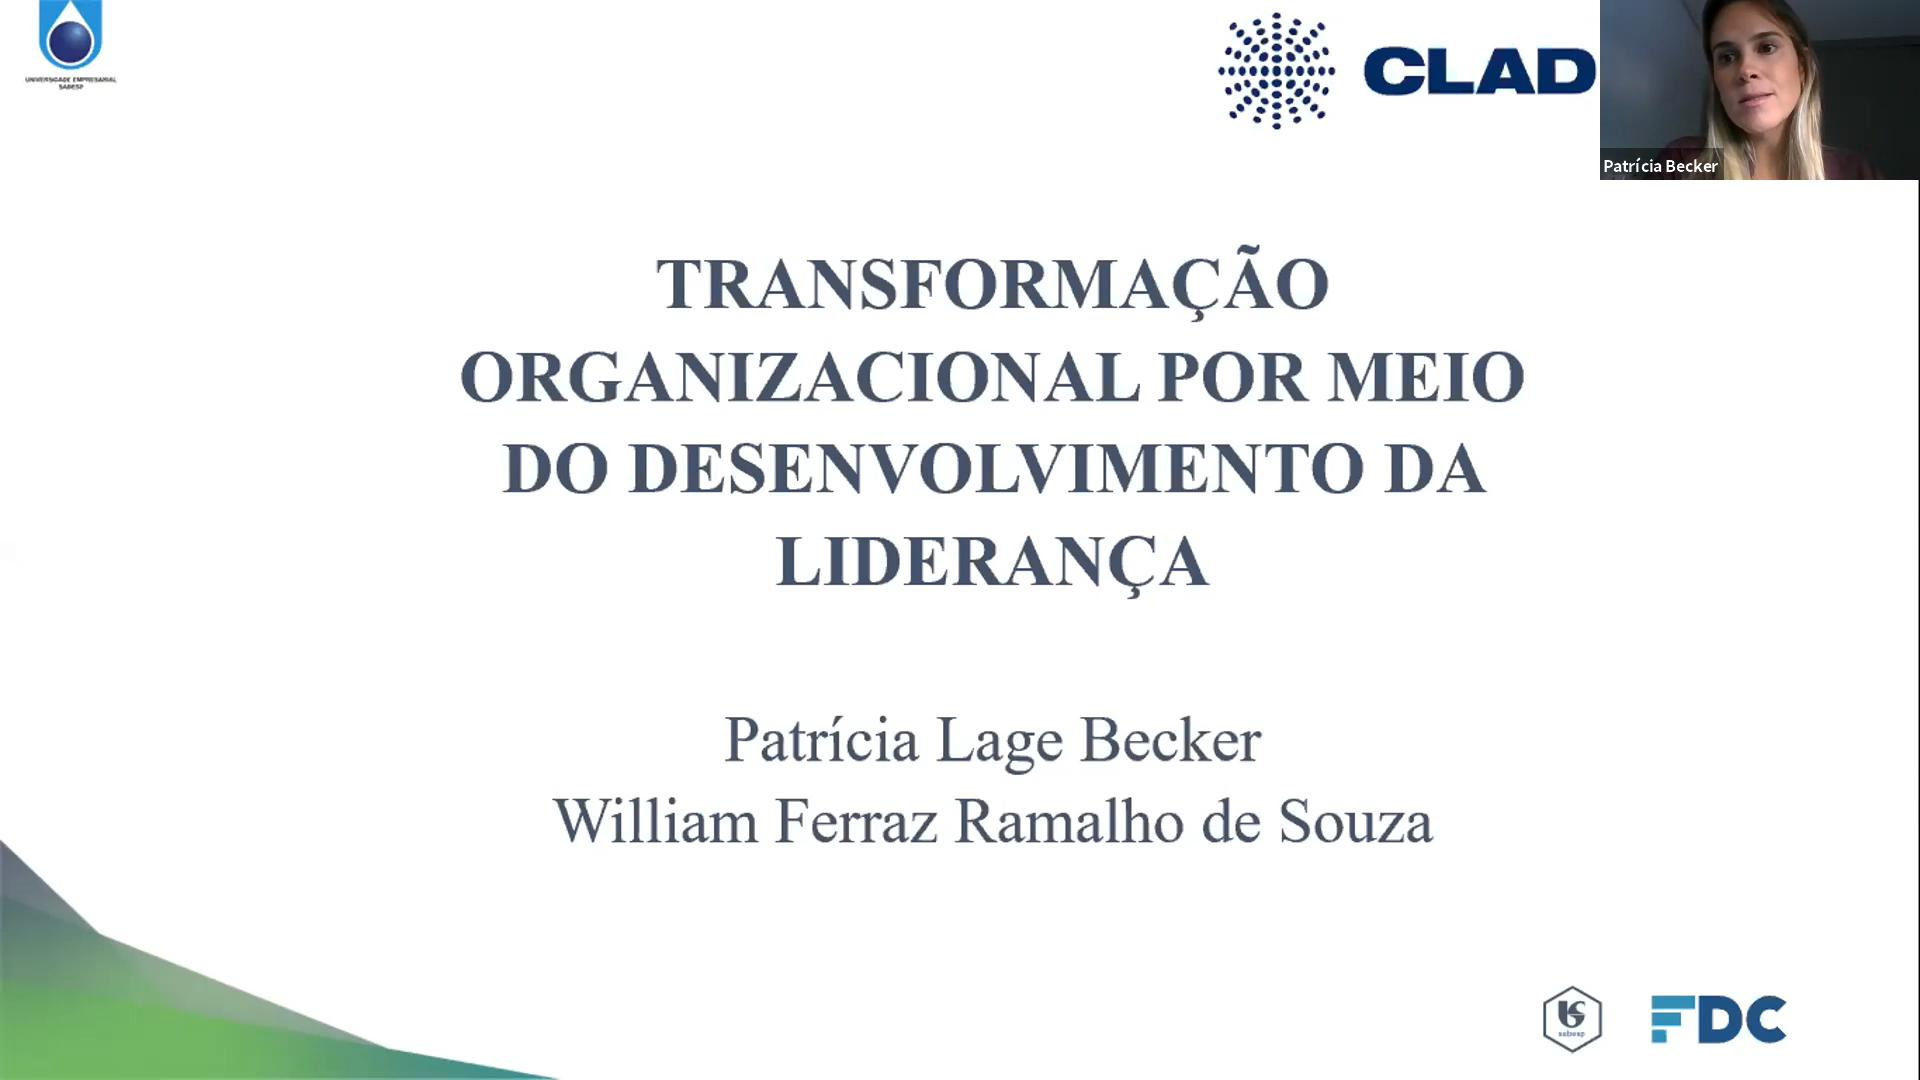 UNIVERSIDADE EMPRESARIAL
SABESP
CLAD
Patrícia Becker
TRANSFORMAÇÃO
ORGANIZACIONAL POR MEIO
DO DESENVOLVIMENTO DA
LIDERANÇA
Patrícia Lage Becker
William Ferraz Ramalho de Souza
sabesp
FDC